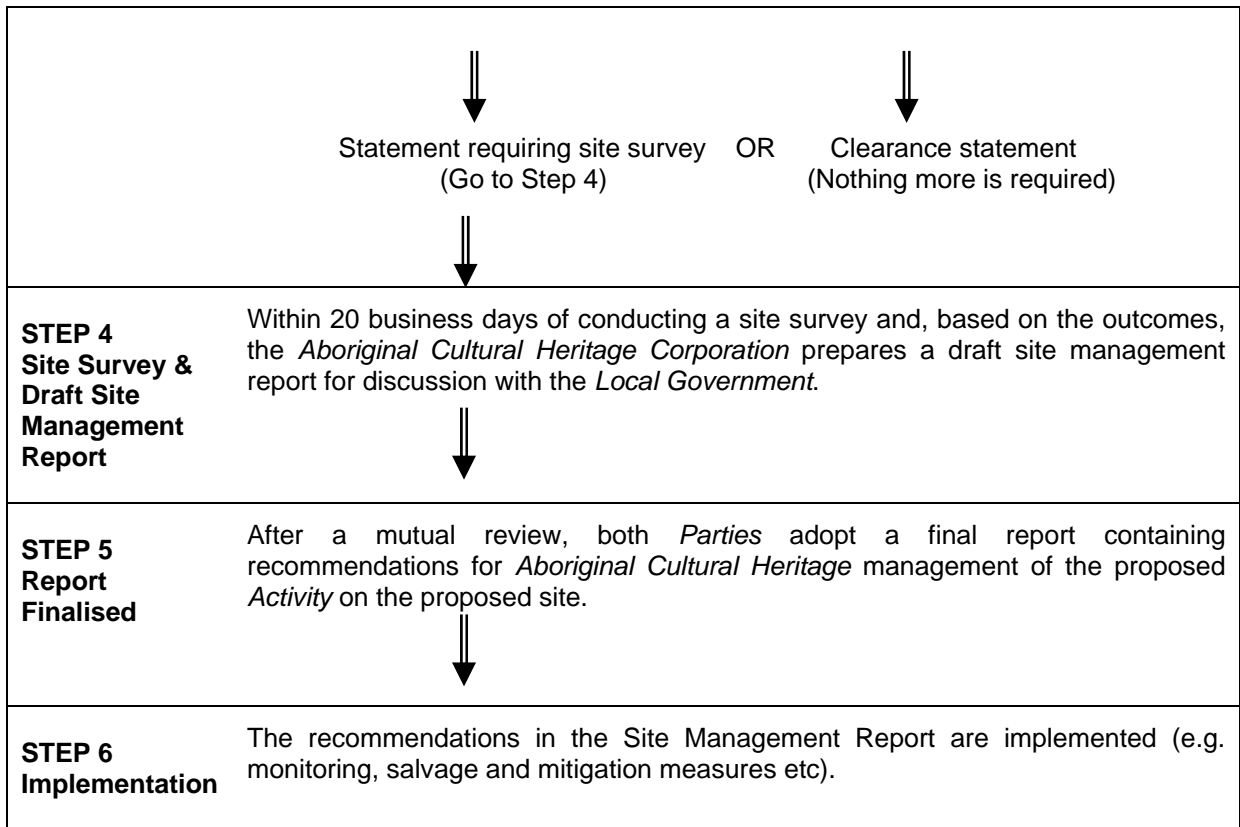 Statement requiring site survey OR Clearance statement
(Go to Step 4) (Nothing more is required)
STEP 4
Site Survey &
Draft Site
Management
Report
Within 20 business days of conducting a site survey and, based on the outcomes,
the Aboriginal Cultural Heritage Corporation prepares a draft site management
report for discussion with the Local Government.
STEP 5
Report
Finalised
After a mutual review, both Parties adopt a final report containing
recommendations for Aboriginal Cultural Heritage management of the proposed
Activity on the proposed site.
STEP 6
Implementation
The recommendations in the Site Management Report are implemented (e.g.
monitoring, salvage and mitigation measures etc).